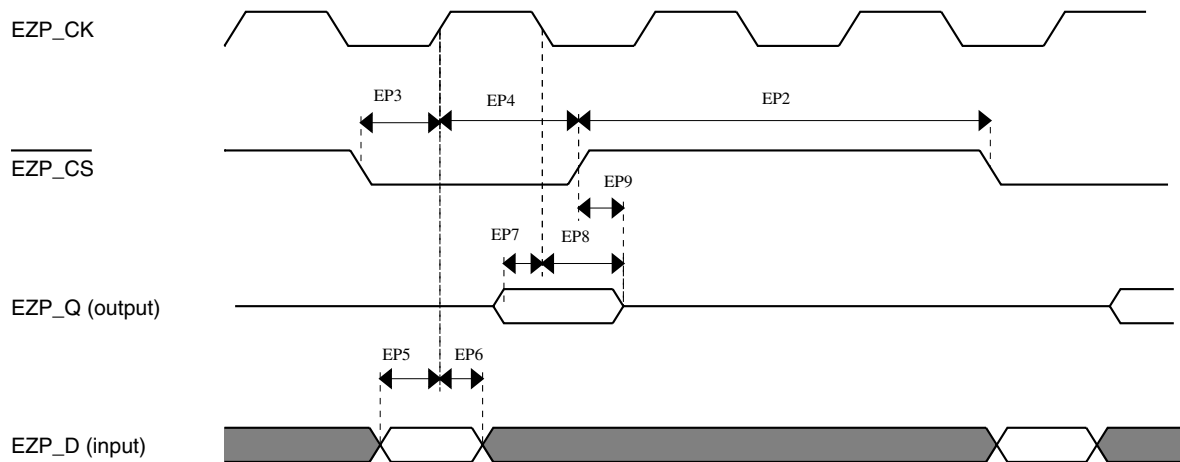 EZP_CK
EP3
EP4
EP2
EZP_CS
EP9
EP7
EP8
EZP_Q (output)
EP5
EP6
EZP_D (input)